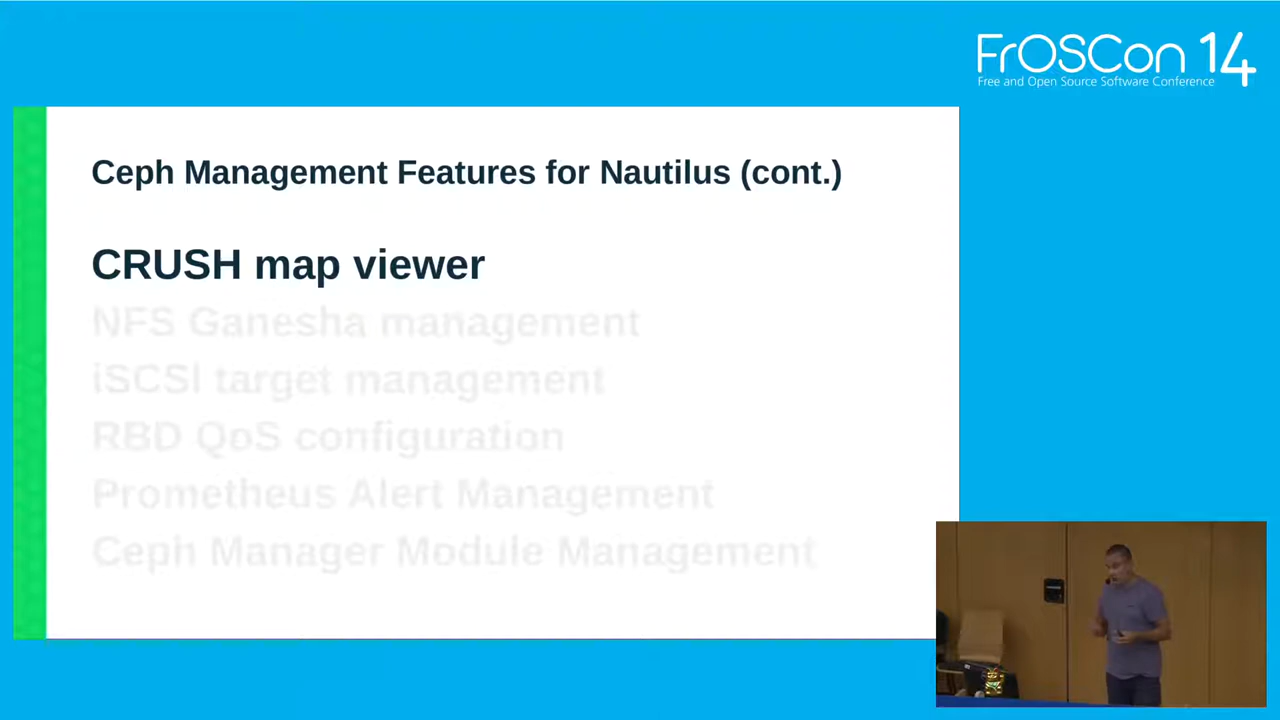 FrOSCon 14
Free and Open Source Software Conference
Ceph Management Features for Nautilus (cont.)
CRUSH map viewer
NFS Ganesha management
iSCSI target management
RBD QoS configuration
Prometheus Alert Management
Ceph Manager Module Management